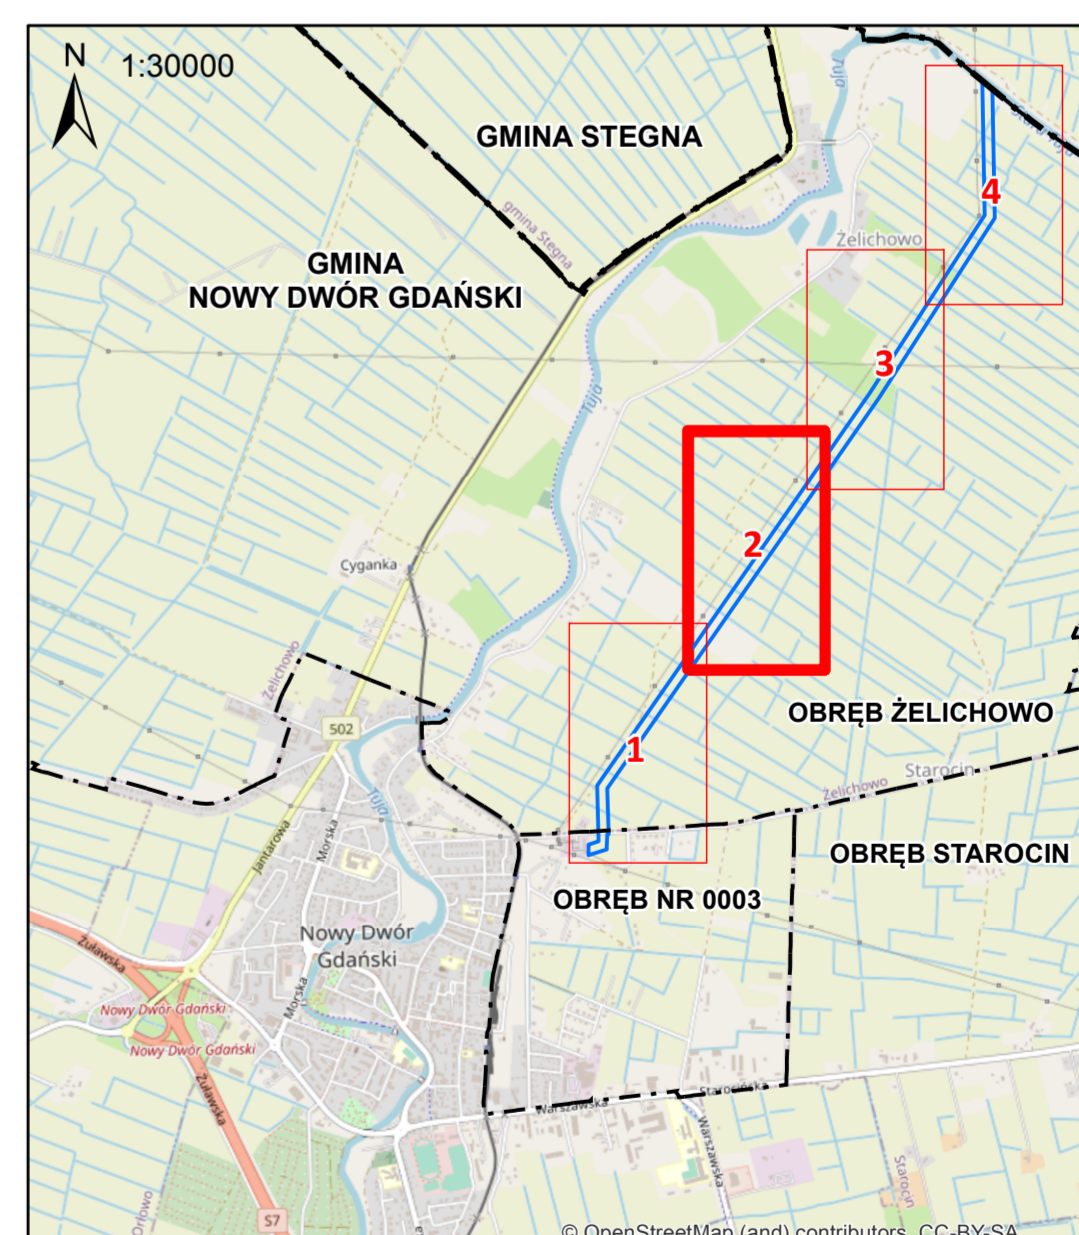 N
1:30000
GMINA STEGNA
Tuja
gmina Stegna
GMINA
NOWY DWÓR GDAŃSKI
Żelichowo
4
3
Tuja
2
Cyganka
Żelichowo
1
OBRĘB ŻELICHOWO
502
Starocin
Żelichowo
Tuja
Jantarowa
Morska
OBRĘB STAROCIN
OBRĘB NR 0003
Żuławska
Nowy Dwór
Gdański
Morska
Nowy Dwór Gdański
Nowy Dwór Gdański
Żuławska
Warszawska
Starocińska
Warszawska
Starocin
Orłowo
S7
© OpenStreetMap (and) contributors, CC-BY-SA